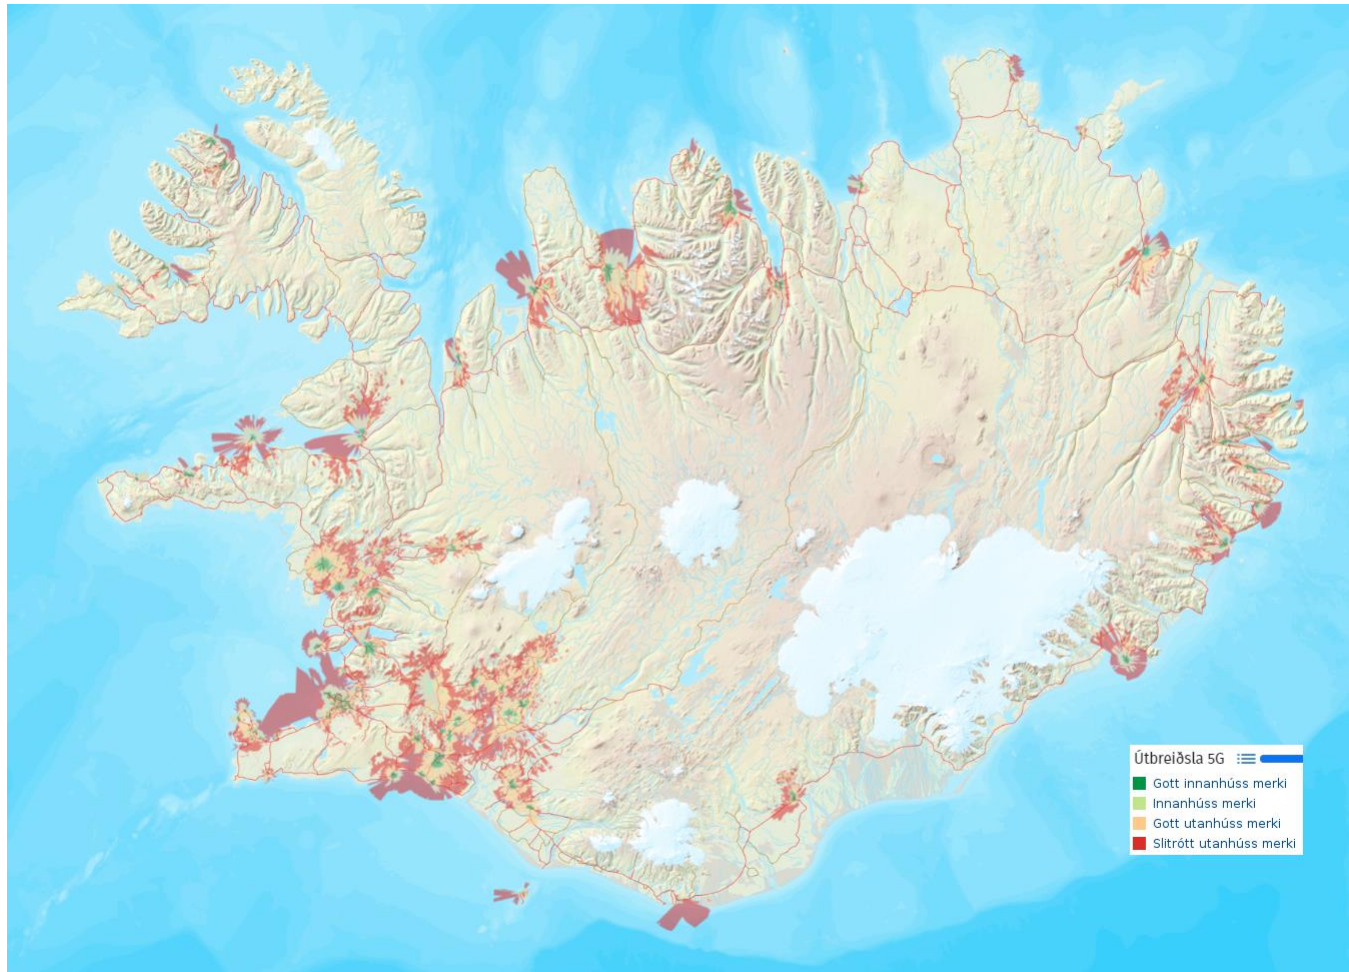 Útbreiðsla 5G
Gott innanhúss merki
Innanhúss merki
Gott utanhúss merki
Slitrótt utanhúss merki